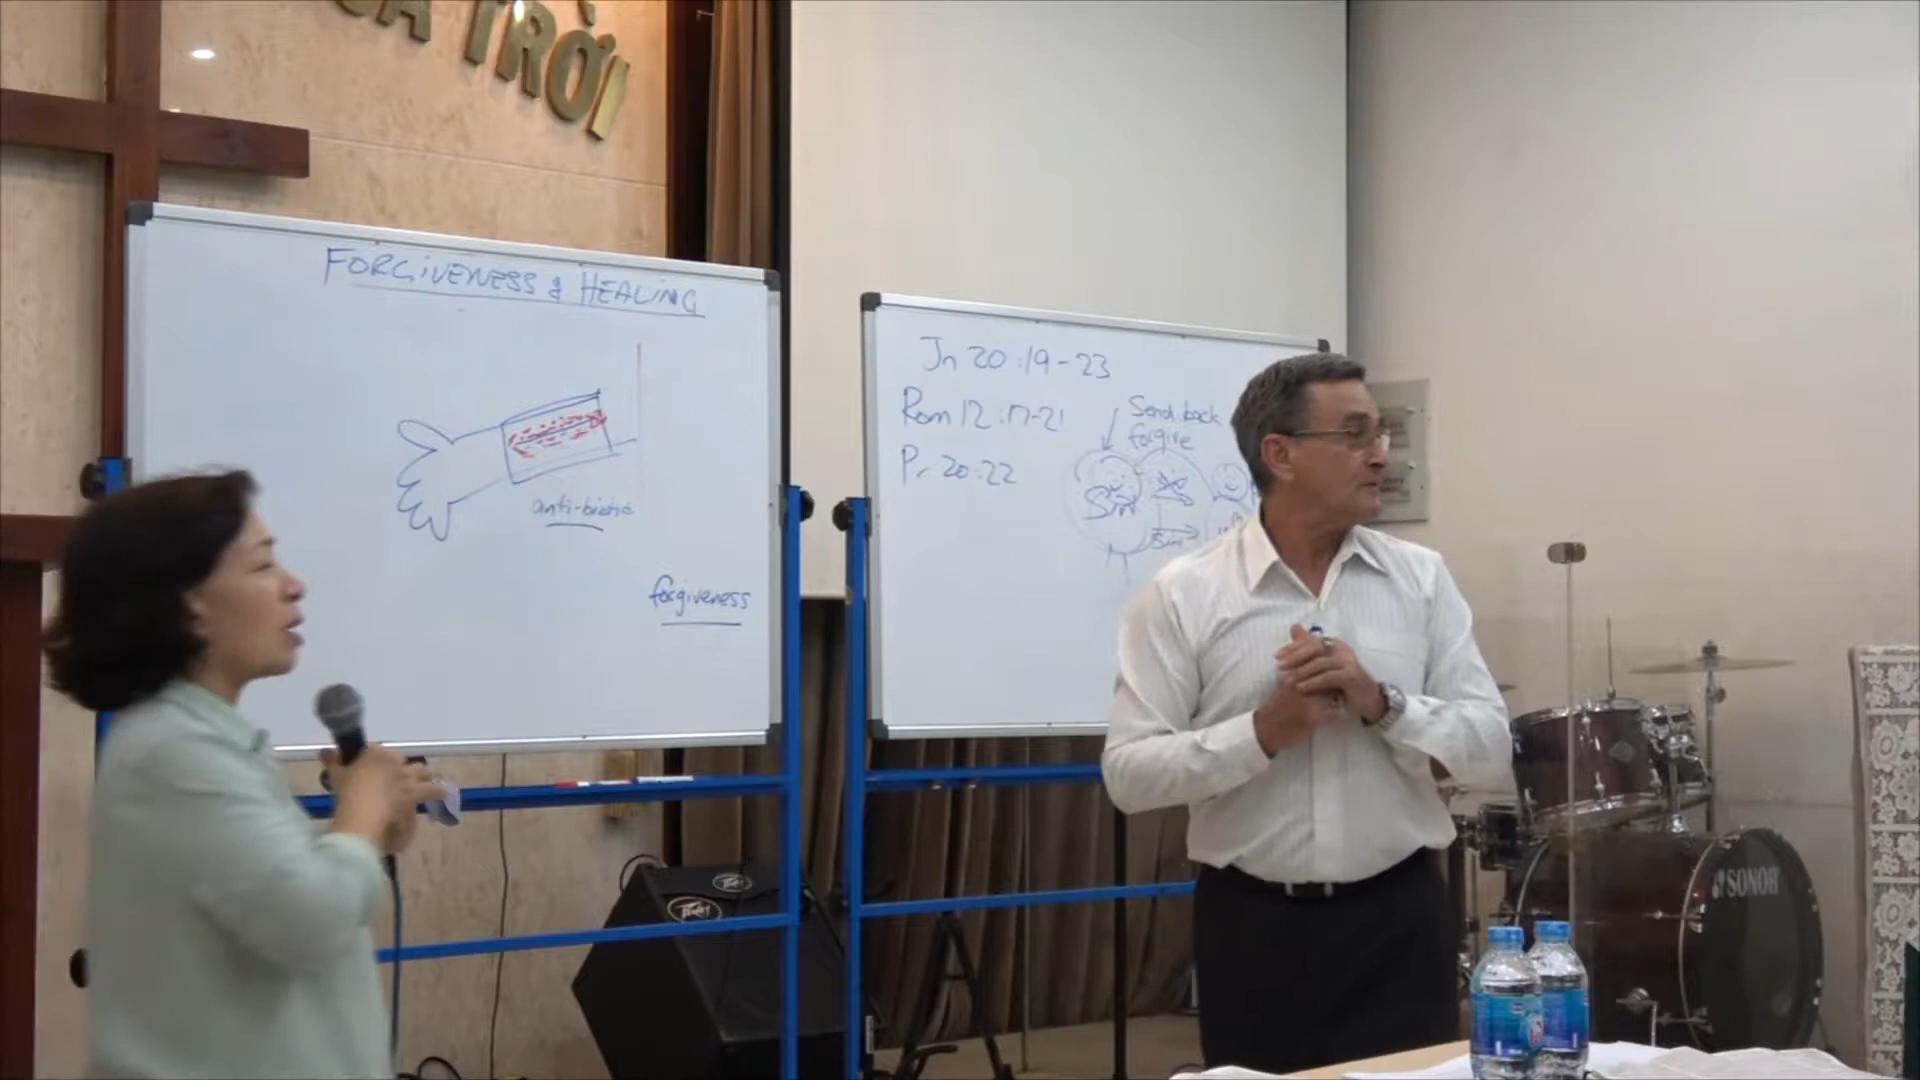 TRỜI
FORGIVENESS & HEALING
anti-biotic
forgiveness
Jn 20:19-23
Rom 12:17-21
Pr 20:22
Send back
forgive
Sin
Sin
Peavey
Peavey
SONOR